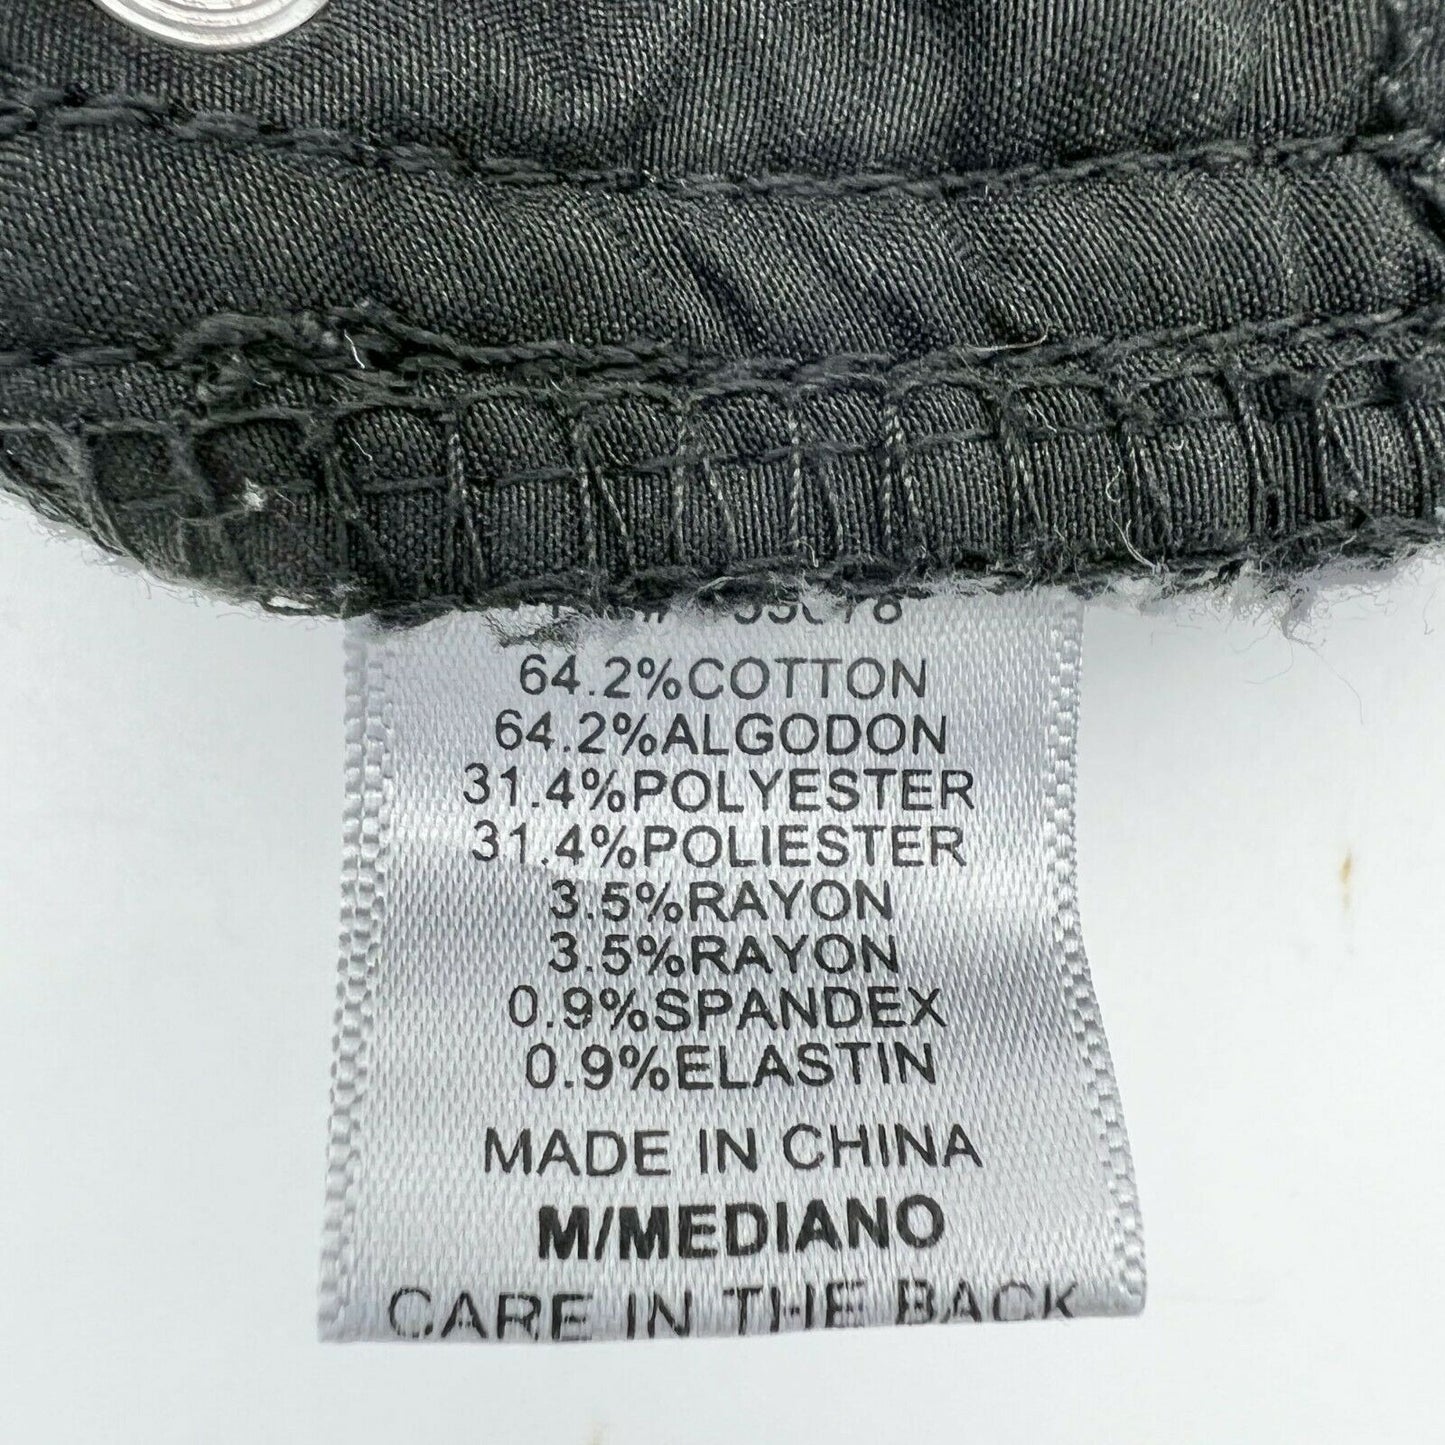 64.2%COTTON
64.2%ALGODON
31.4%POLYESTER
31.4%POLIESTER
3.5%RAYON
3.5%RAYON
0.9%SPANDEX
0.9%ELASTIN
MADE IN CHINA
M/MEDIANO
CARE IN THE BACK